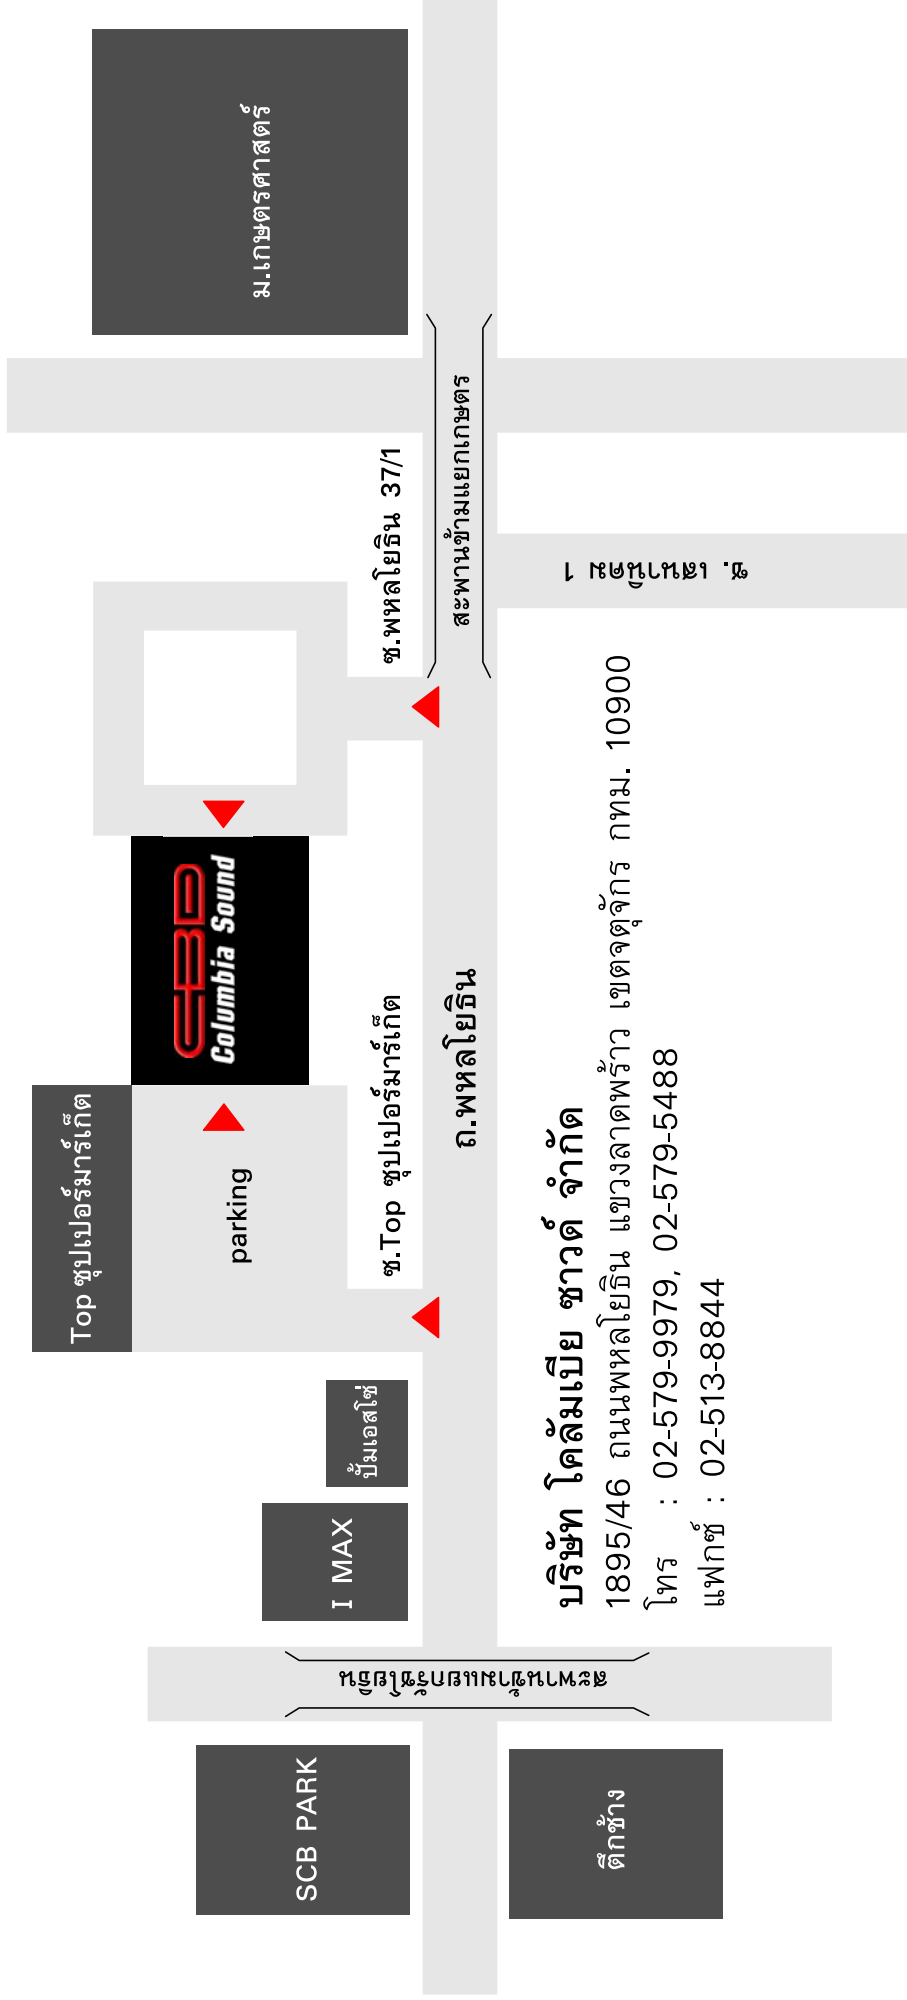 SCB PARK
ตึกช้าง
สะพานข้ามแยกรัชโยธิน
I MAX
ปั้มเอสโซ่
Top ซุปเปอร์มาร์เก็ต
parking
ซ.Top ซุปเปอร์มาร์เก็ต
CBD
Columbia Sound
ถ.พหลโยธิน
ซ.พหลโยธิน 37/1
สะพานข้ามแยกเกษตร
ซ. เสนานิคม 1
ม.เกษตรศาสตร์
บริษัท โคลัมเบีย ซาวด์ จำกัด
1895/46 ถนนพหลโยธิน แขวงลาดพร้าว เขตจตุจักร กทม. 10900
โทร : 02-579-9979, 02-579-5488
แฟกซ์ : 02-513-8844